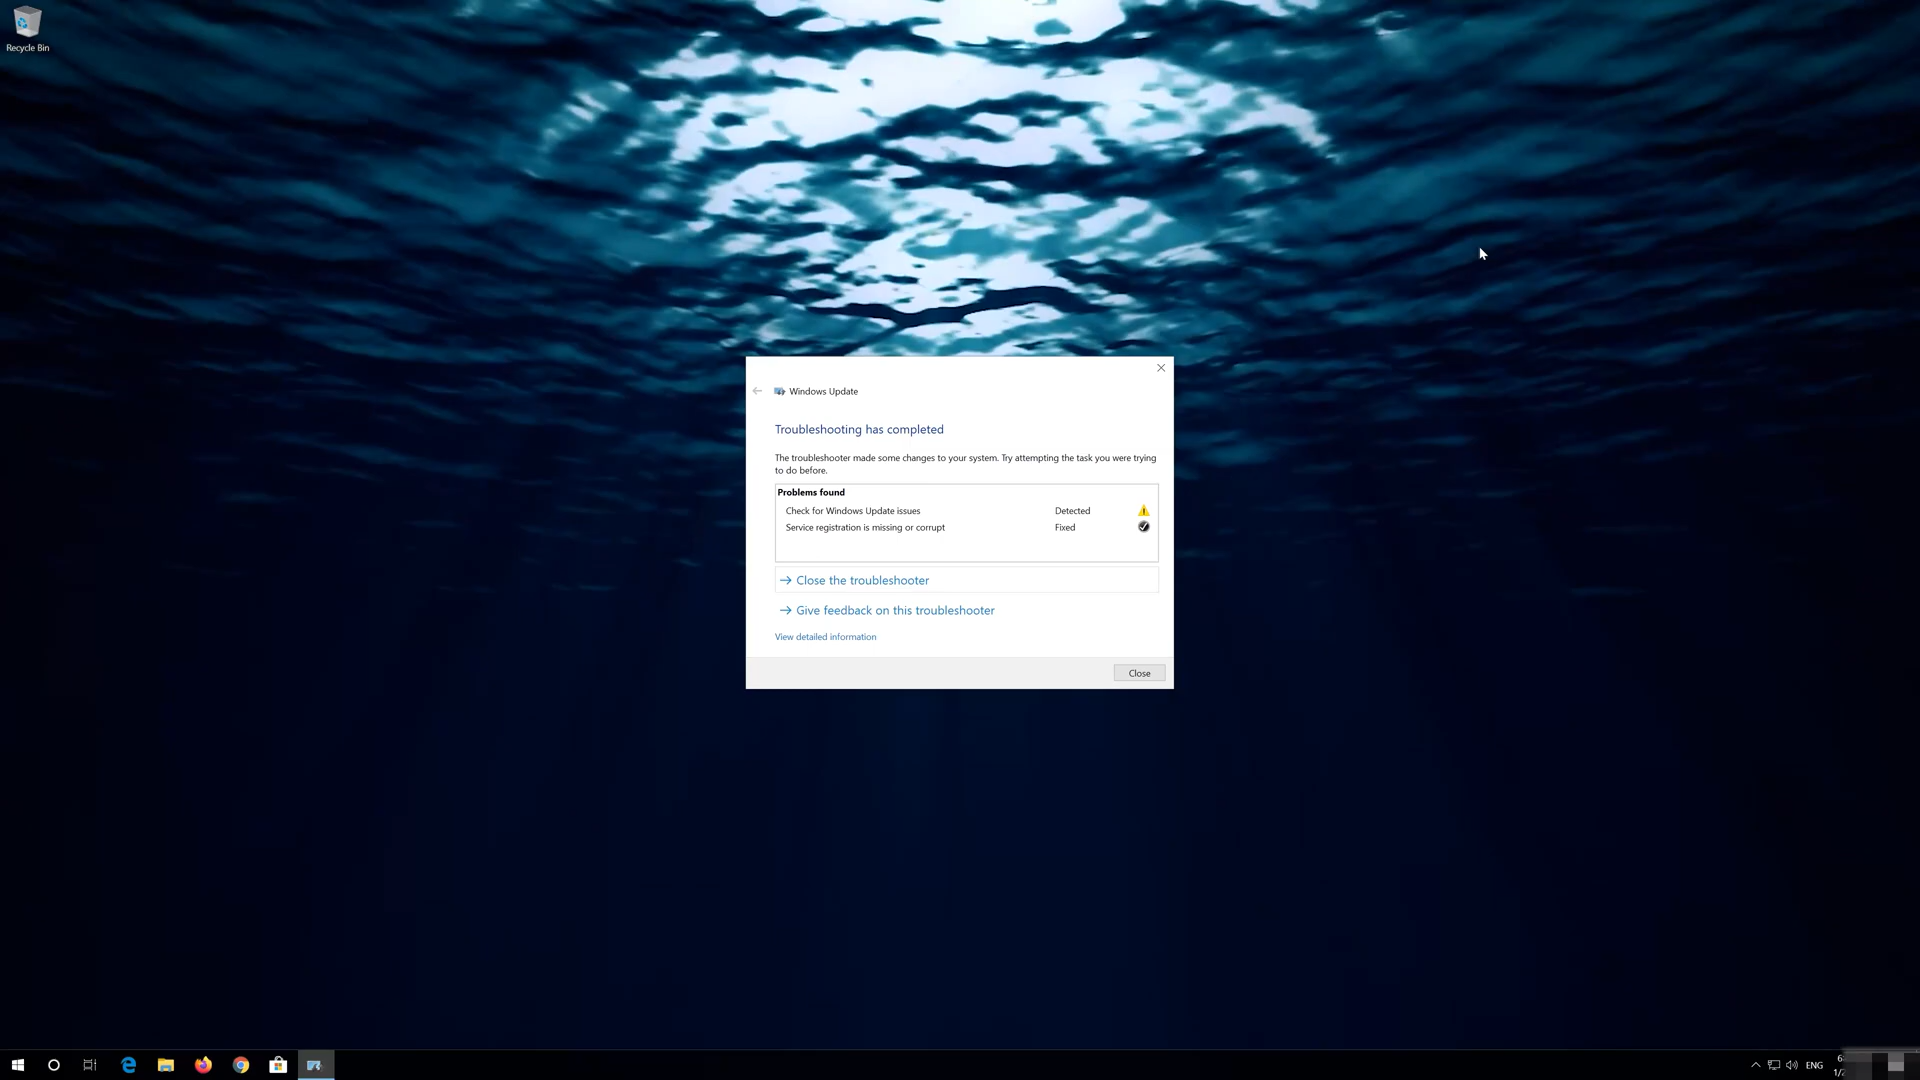 Recycle Bin
Windows Update
Troubleshooting has completed
The troubleshooter made some changes to your system. Try attempting the task you were trying
to do before.
Problems found
Check for Windows Update issues Detected
Service registration is missing or corrupt Fixed
Close the troubleshooter
Give feedback on this troubleshooter
View detailed information
Close
ENG